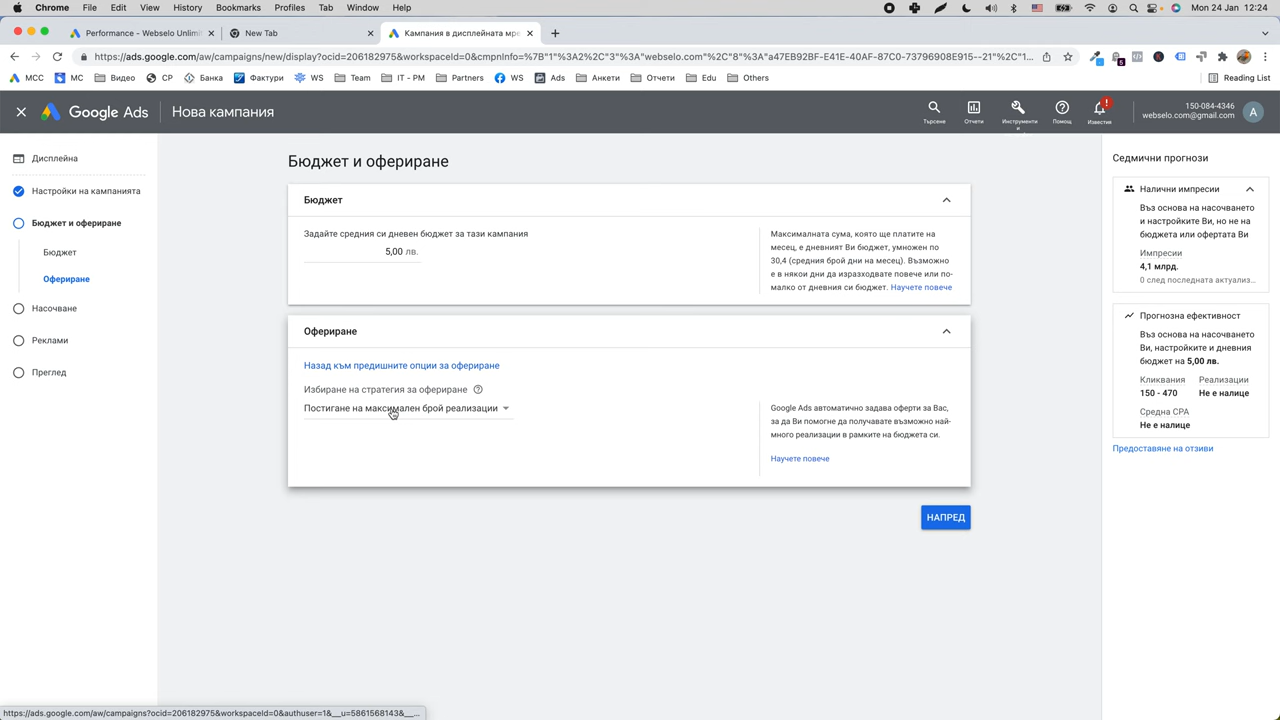 Chrome File Edit View History Bookmarks Profiles Tab Window Help Mon 24 Jan 12:24
Performance - Webselo Unlimi
New Tab
Кампания в дисплейната мре
https://ads.google.com/aw/campaigns/new/display?ocid=206182975&workspaceId=0&cmpnInfo=%7B"1"%3A2%2C"3"%3A"webselo.com"%2C"8"%3A"a47EB92BF-E41E-40AF-87C0-73796908E915--21"%2C"1...
МСС МС Видео CP Банка Фактури WS Team IT - PM Partners WS Ads Анкети Отчети Edu Others Reading List
Google Ads Нова кампания
Търсене
Отчети
Инструменти
и
Помощ
Известия
150-084-4346
webselo.com@gmail.com
A
Дисплейна
Настройки на кампанията
Бюджет и офериране
Бюджет
Офериране
Насочване
Реклами
Преглед
Бюджет и офериране
Бюджет
Задайте средния си дневен бюджет за тази кампания
5,00 лв.
Максималната сума, която ще платите на
месец, е дневният Ви бюджет, умножен по
30,4 (средния брой дни на месец). Възможно
е в някои дни да изразходвате повече или по-
малко от дневния си бюджет. Научете повече
Офериране
Назад към предишните опции за офериране
Избиране на стратегия за офериране
Постигане на максимален брой реализации
Google Ads автоматично задава оферти за Вас,
за да Ви помогне да получавате възможно най-
много реализации в рамките на бюджета си.
Научете повече
НАПРЕД
Седмични прогнози
Налични импресии
Въз основа на насочването
и настройките Ви, но не на
бюджета или офертата Ви
Импресии
4,1 млрд.
0 след последната актуализ...
Прогнозна ефективност
Въз основа на насочването
Ви, настройките и дневния
бюджет на 5,00 лв.
Кликвания Реализации
150 - 470 Не е налице
Средна CPA
Не е налице
Предоставяне на отзиви
https://ads.google.com/aw/campaigns?ocid=206182975&workspaceId=0&authuser=1&__u=5861568143&__...